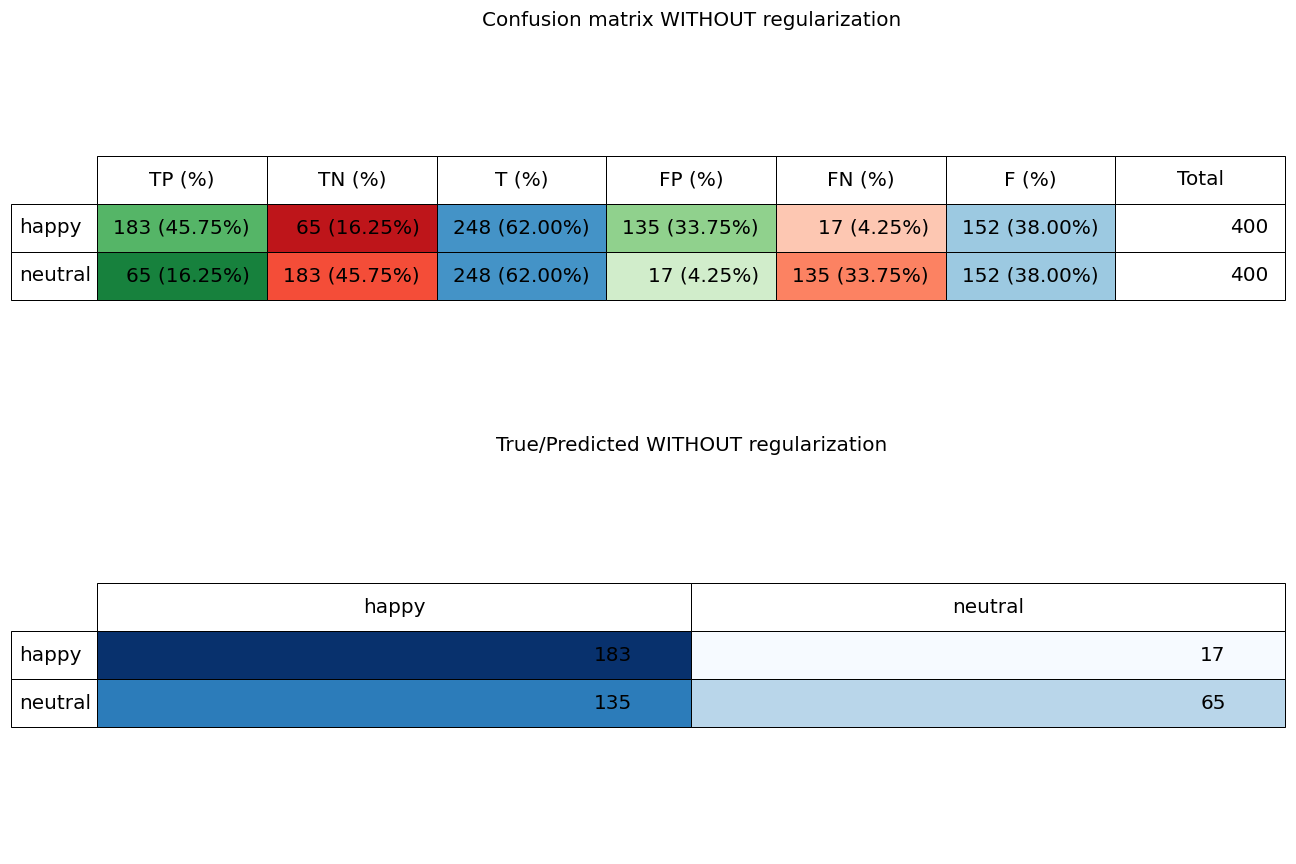 Confusion matrix WITHOUT regularization
TP (%) TN (%) T (%) FP (%) FN (%) F (%) Total
happy 183 (45.75%) 65 (16.25%) 248 (62.00%) 135 (33.75%) 17 (4.25%) 152 (38.00%) 400
neutral 65 (16.25%) 183 (45.75%) 248 (62.00%) 17 (4.25%) 135 (33.75%) 152 (38.00%) 400
True/Predicted WITHOUT regularization
happy neutral
happy 183 17
neutral 135 65